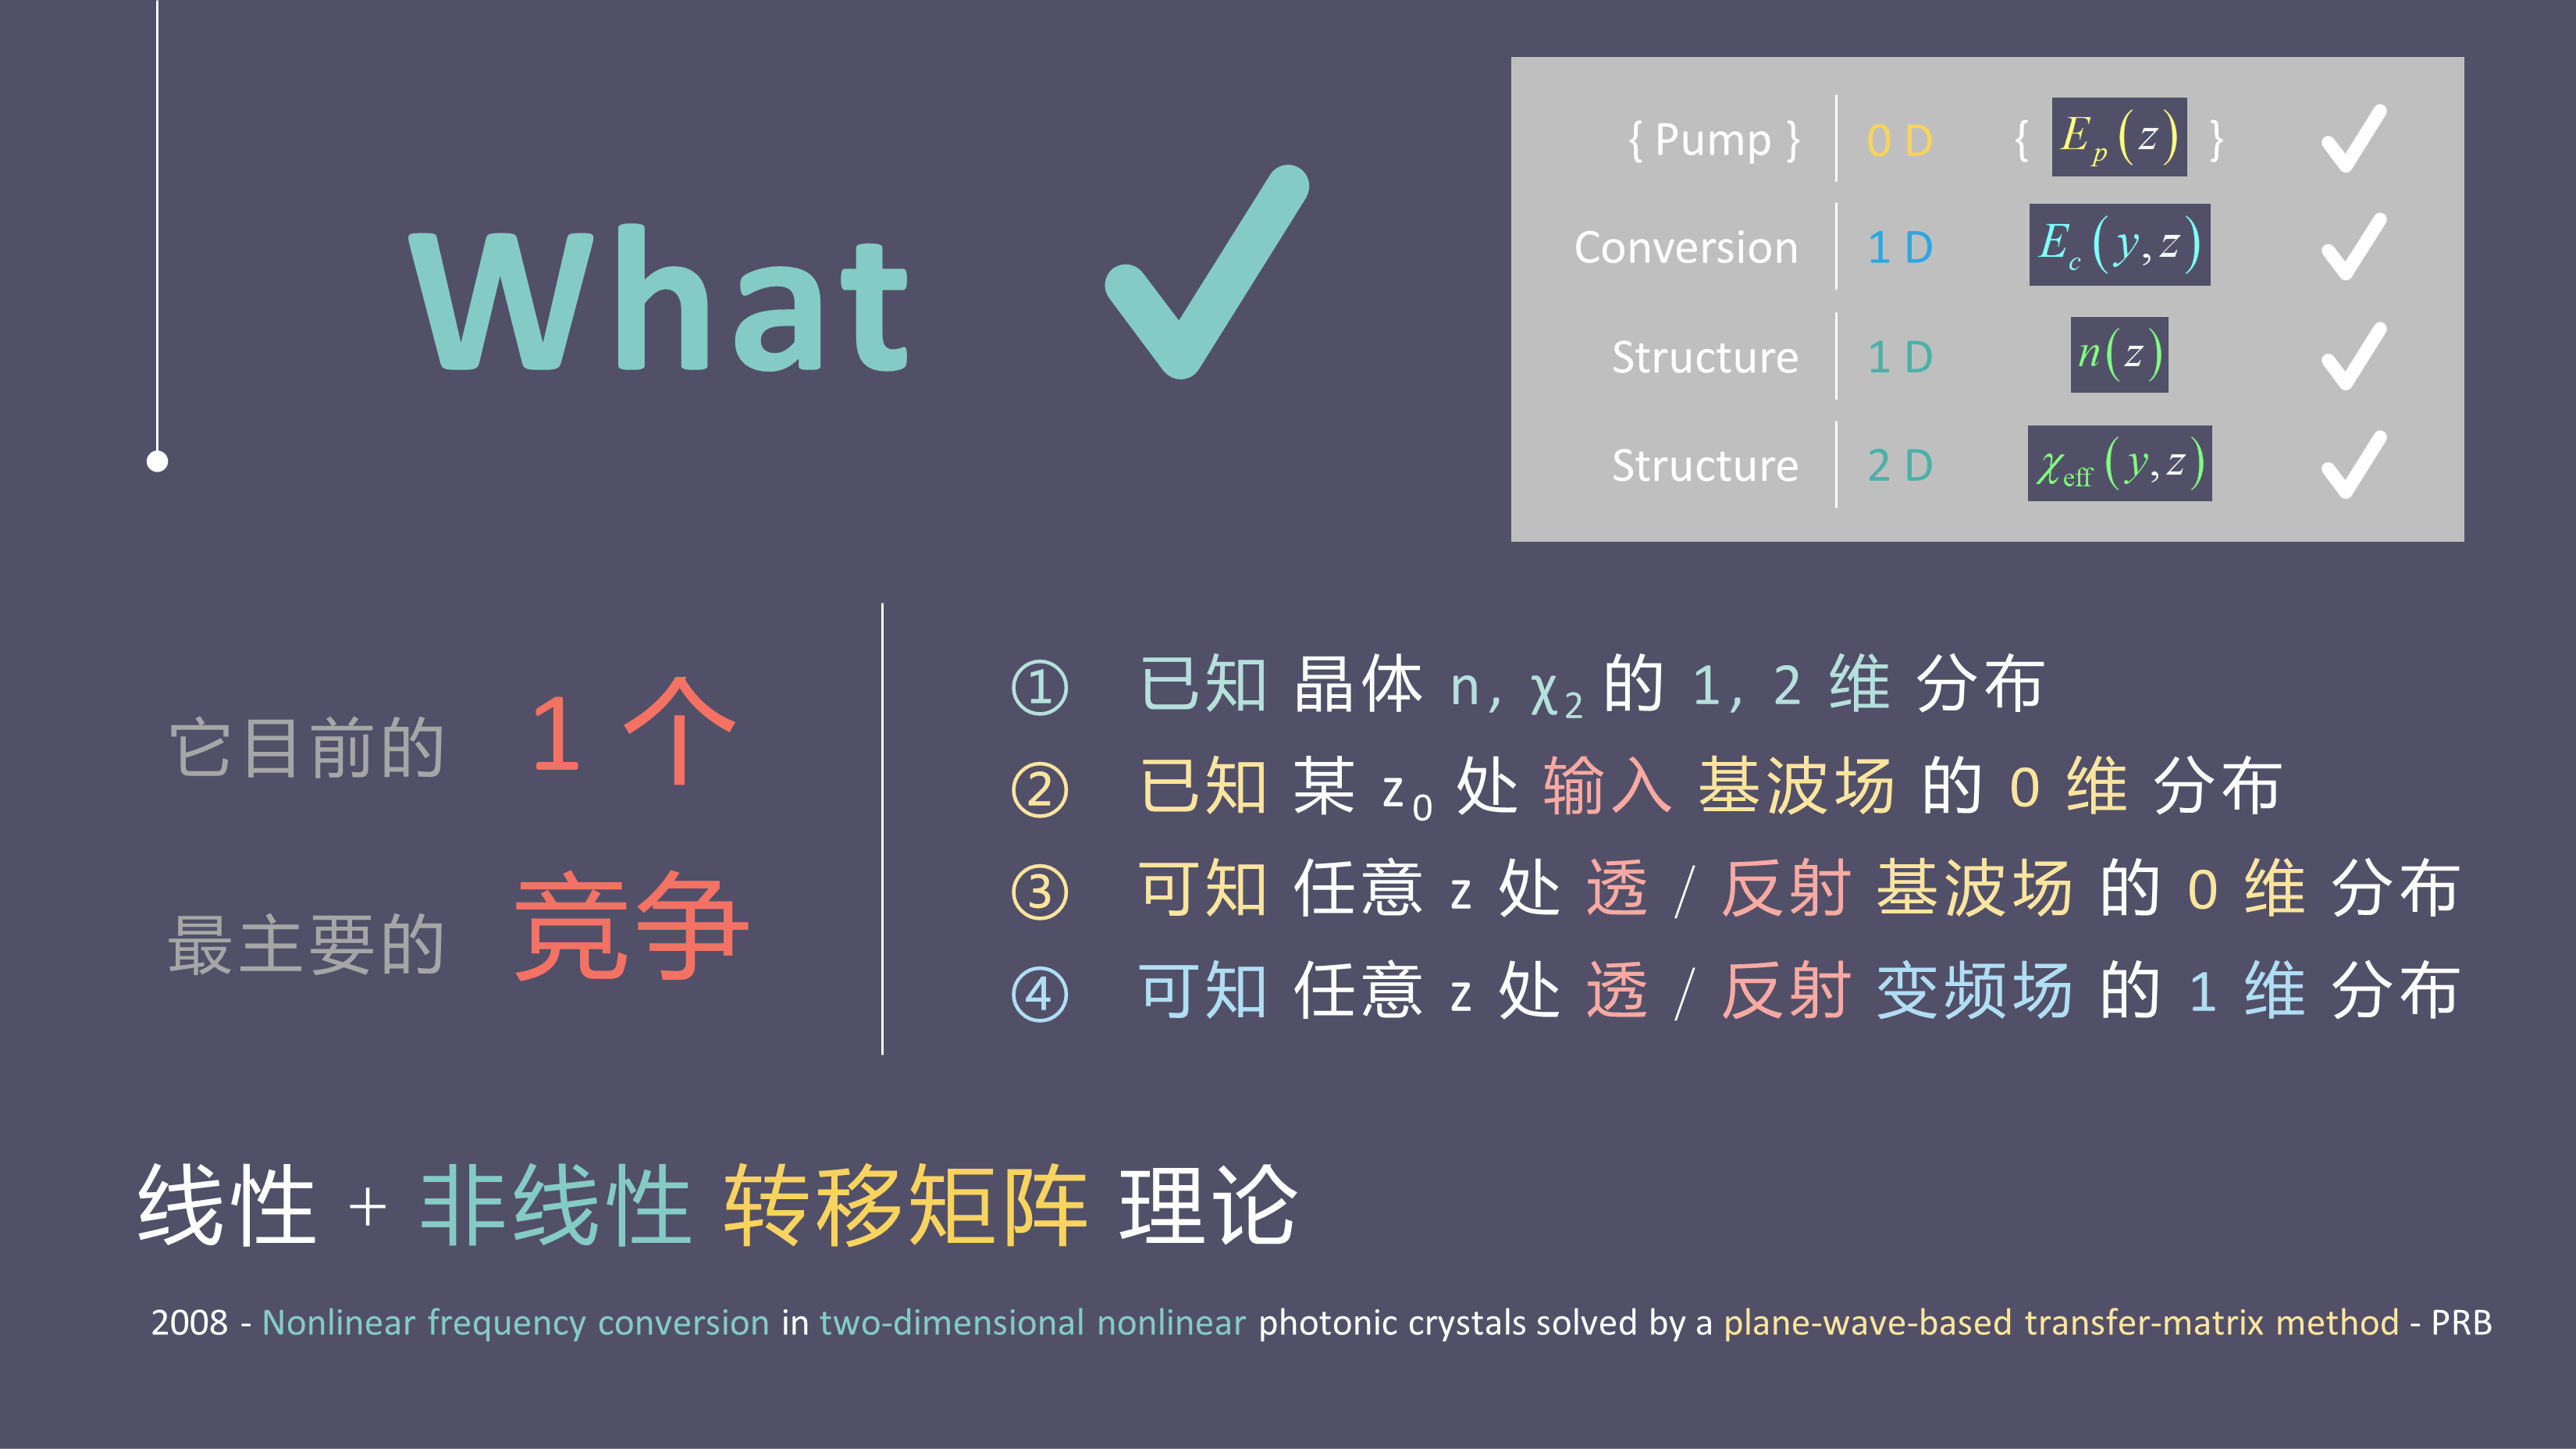 What
{ Pump } 0 D { E_p(z) }
Conversion 1 D E_c(y,z)
Structure 1 D n(z)
Structure 2 D χ_eff(y,z)
它目前的 1 个
最主要的 竞争
① 已知 晶体 n, χ₂ 的 1, 2 维 分布
② 已知 某 z₀ 处 输入 基波场 的 0 维 分布
③ 可知 任意 z 处 透 / 反射 基波场 的 0 维 分布
④ 可知 任意 z 处 透 / 反射 变频场 的 1 维 分布
线性 + 非线性 转移矩阵 理论
2008 - Nonlinear frequency conversion in two-dimensional nonlinear photonic crystals solved by a plane-wave-based transfer-matrix method - PRB